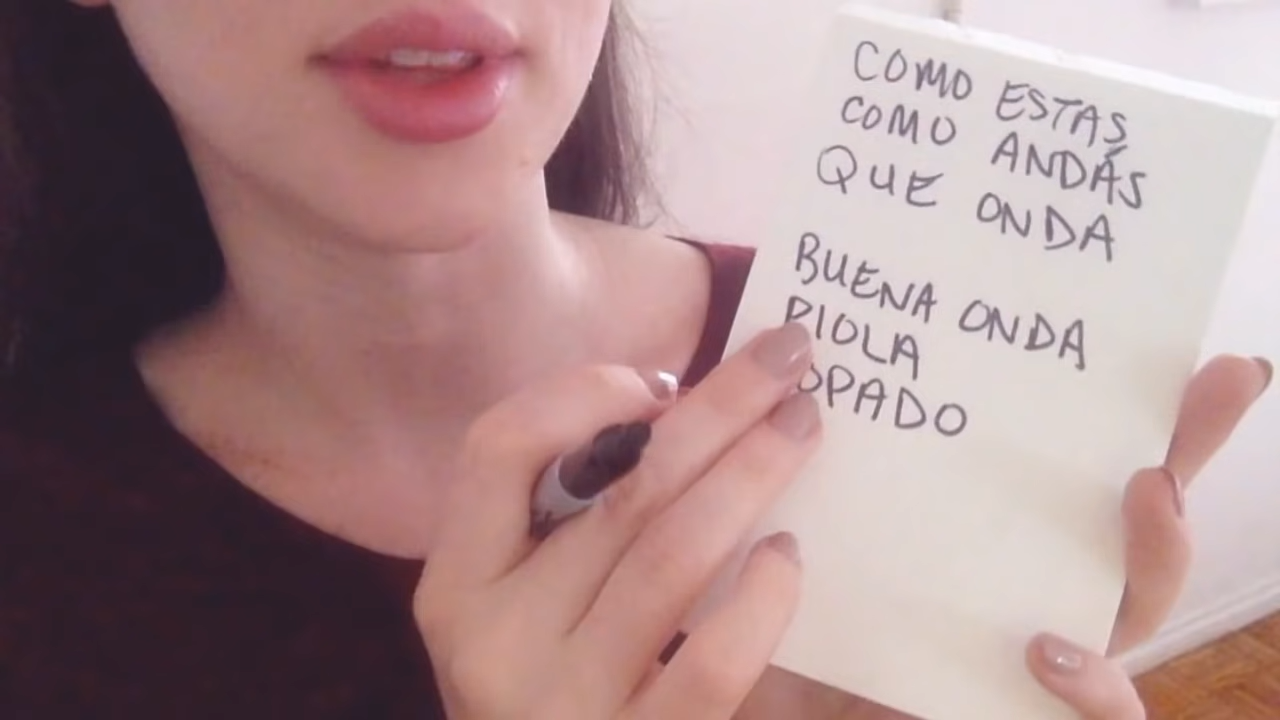 COMO ESTAS
COMO ANDÁS
QUE ONDA
BUENA ONDA
PIOLA
OPADO